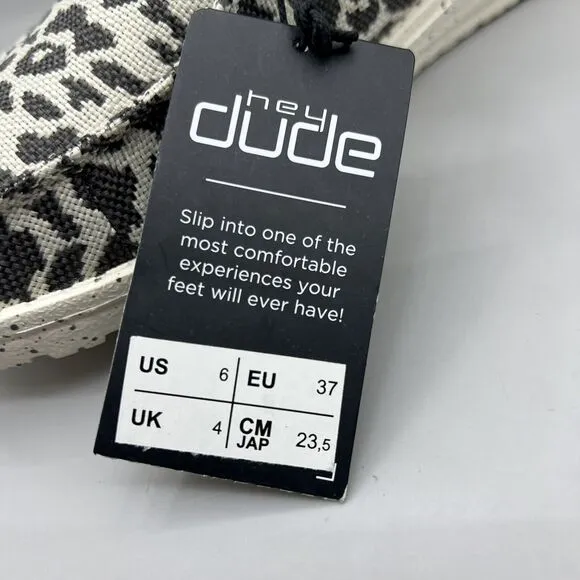 hey
dude
Slip into one of the
most comfortable
experiences your
feet will ever have!
US 6 EU 37
UK 4 CM JAP 23,5